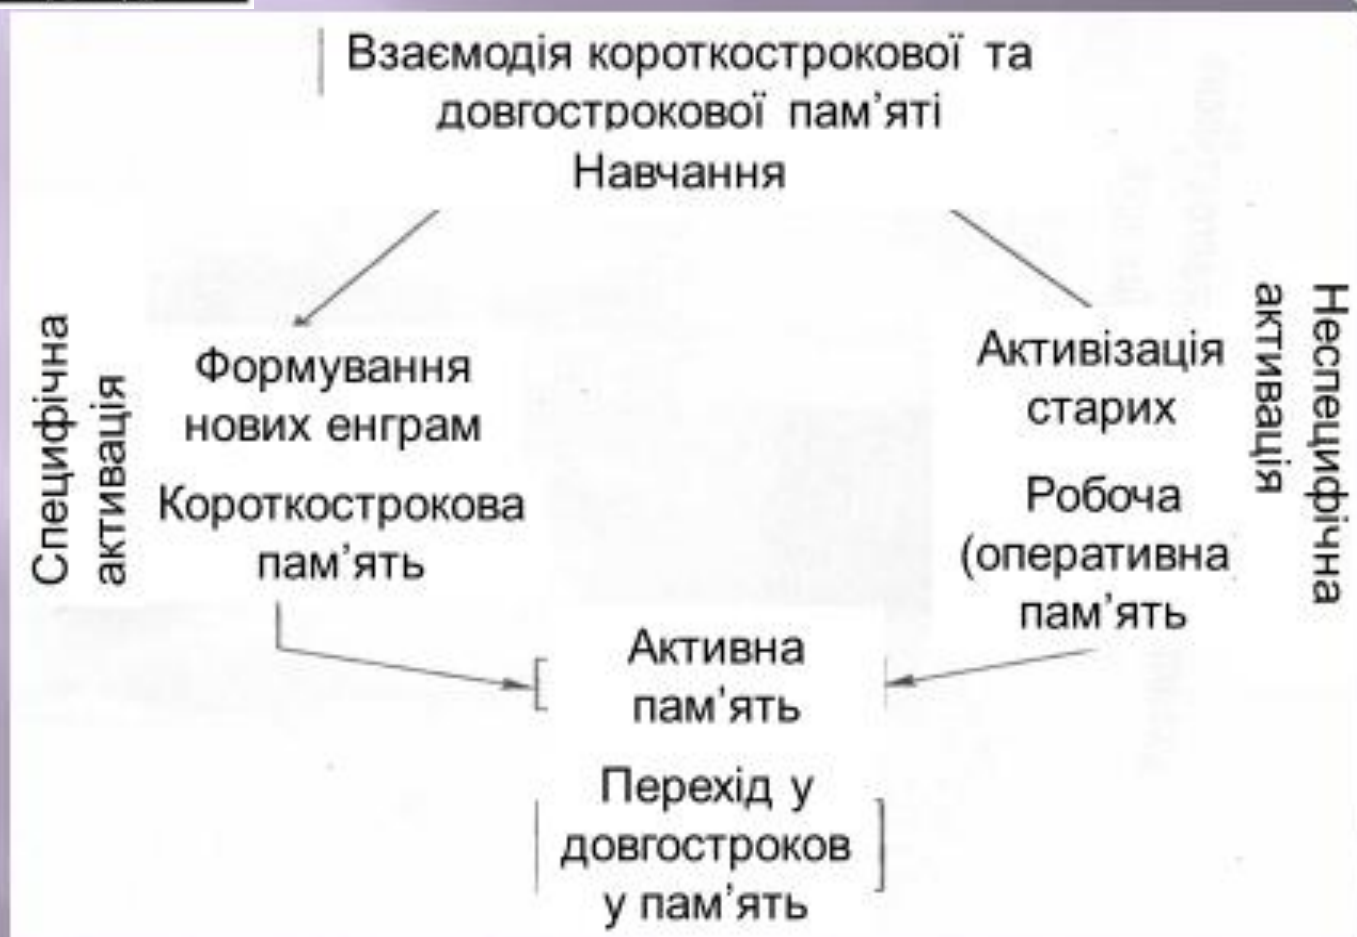 Взаємодія короткострокової та
довгострокової пам’яті
Навчання
Специфічна
активація
Формування
нових енграм
Короткострокова
пам’ять
Активізація
старих
Робоча
(оперативна
пам’ять
Неспецифічна
активація
Активна
пам’ять
Перехід у
довгостроков
у пам’ять